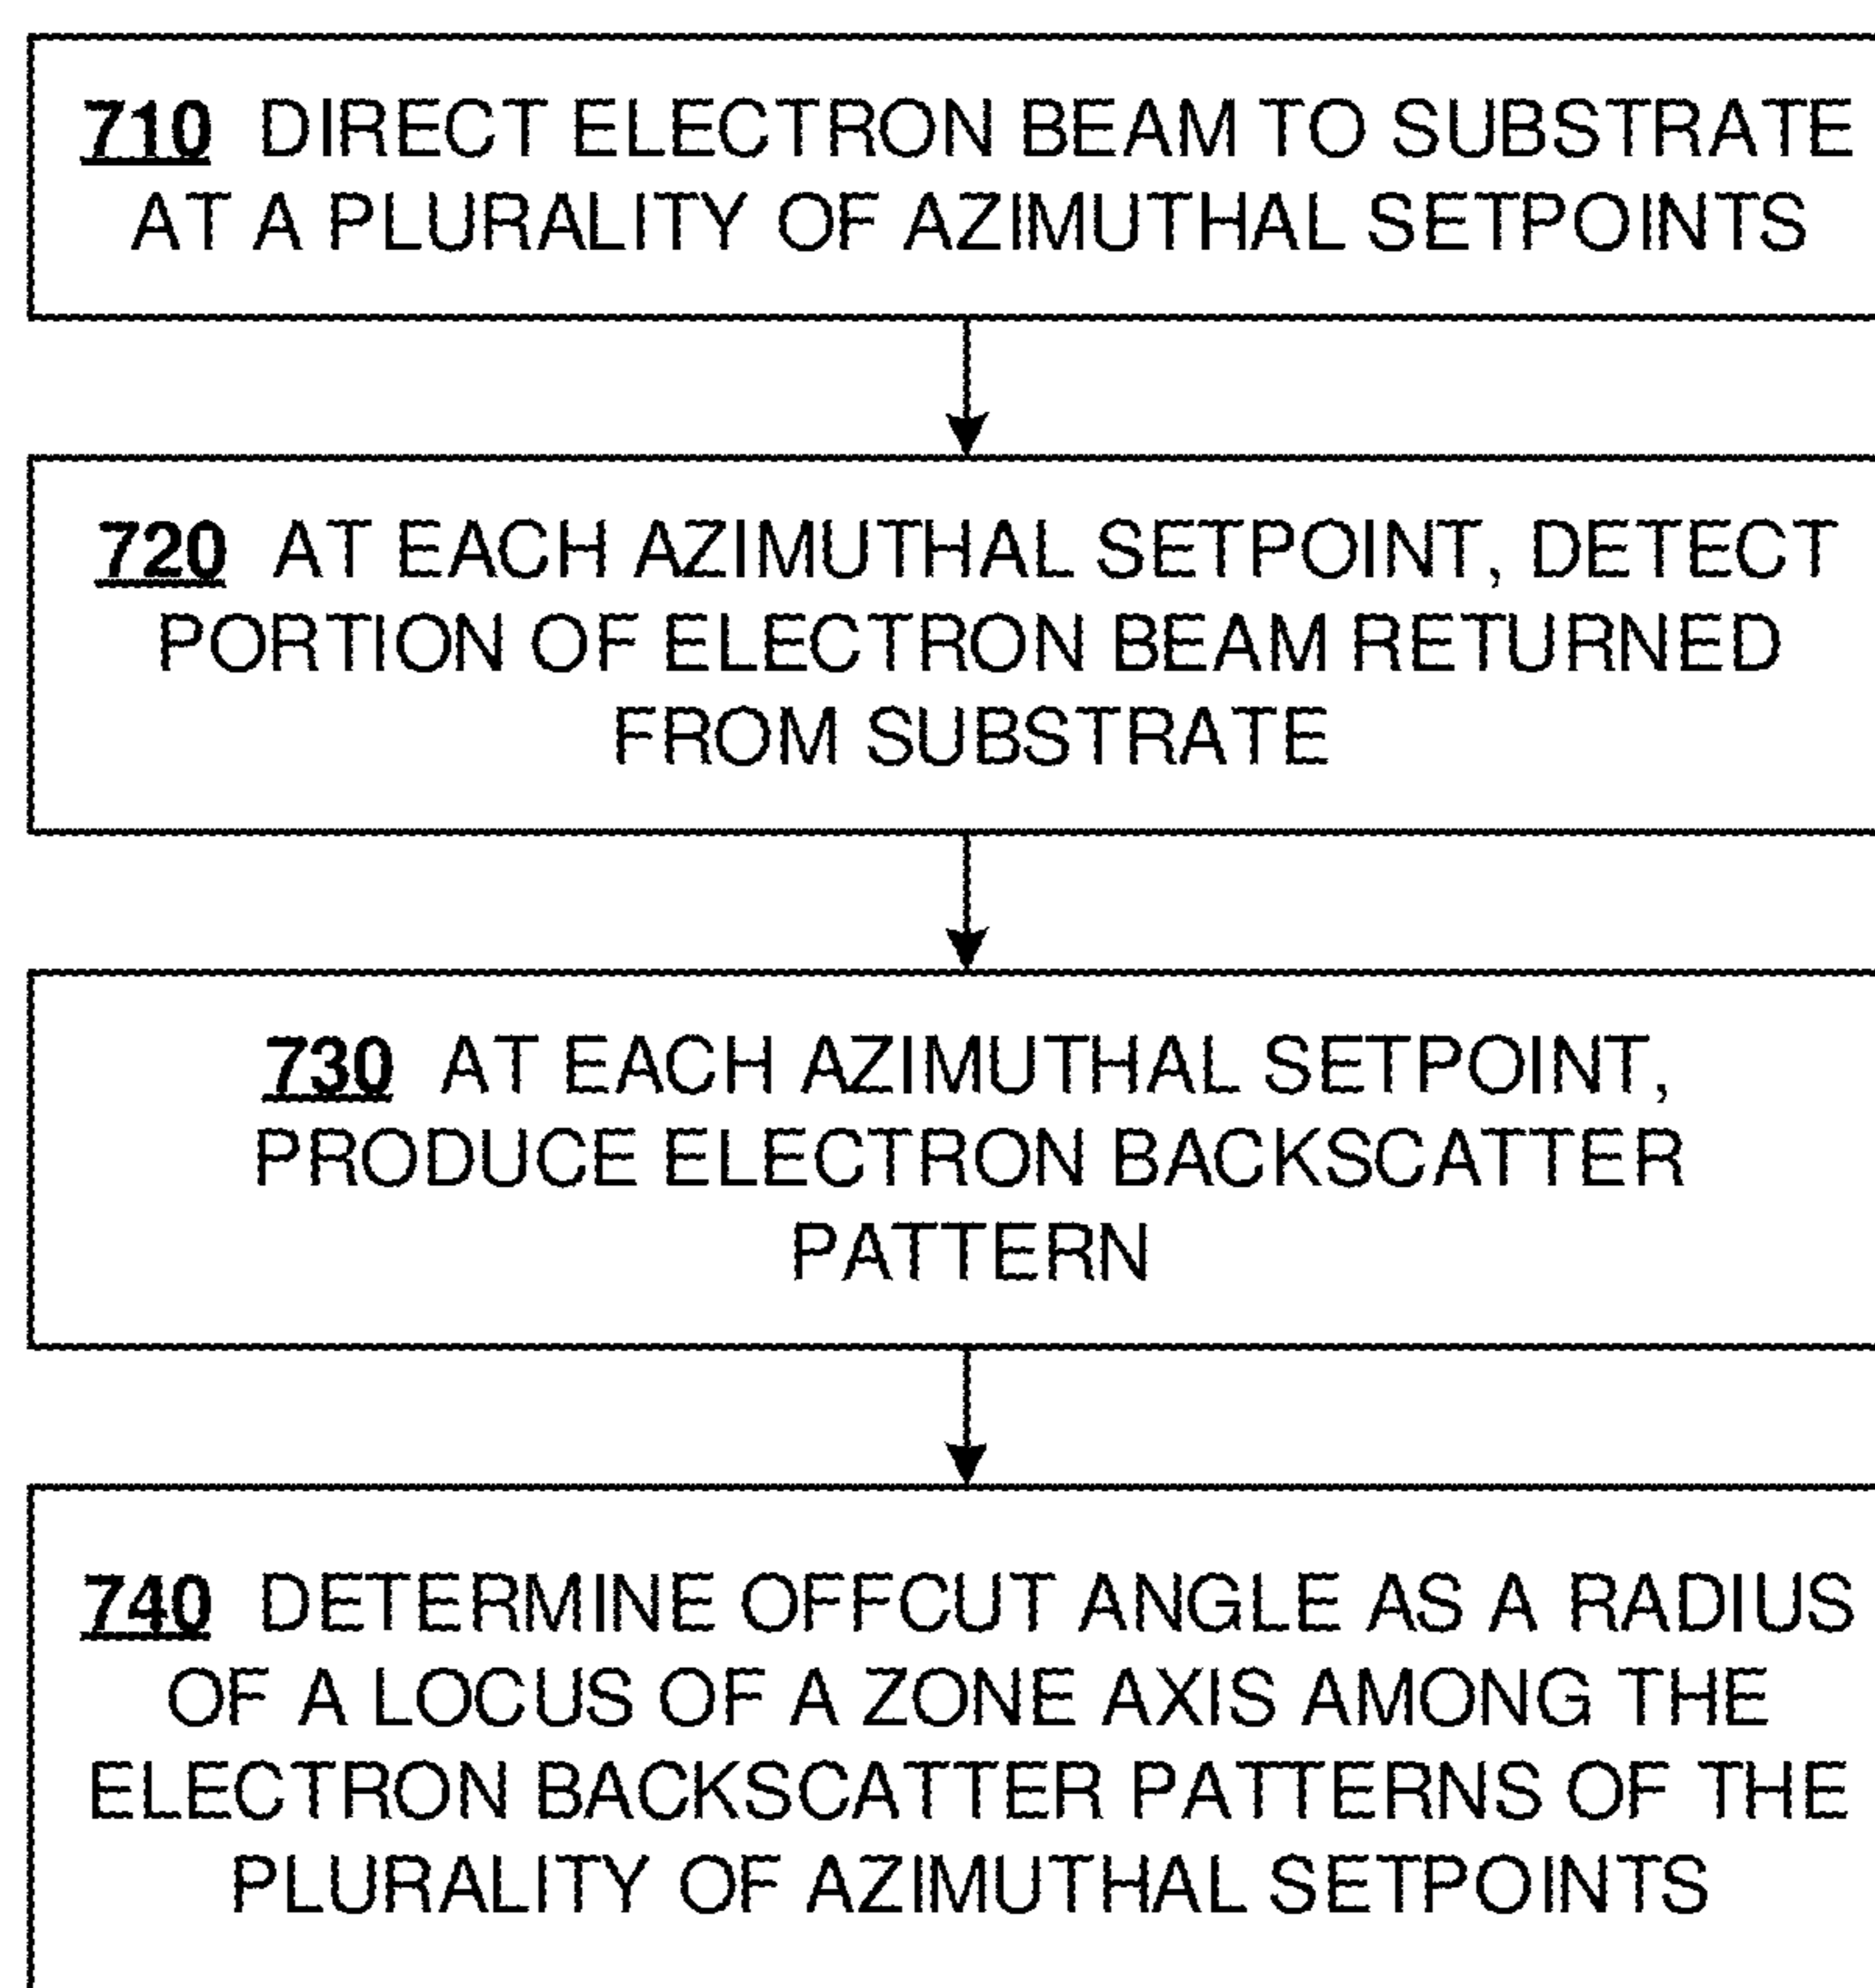 710 DIRECT ELECTRON BEAM TO SUBSTRATE
AT A PLURALITY OF AZIMUTHAL SETPOINTS
720 AT EACH AZIMUTHAL SETPOINT, DETECT
PORTION OF ELECTRON BEAM RETURNED
FROM SUBSTRATE
730 AT EACH AZIMUTHAL SETPOINT,
PRODUCE ELECTRON BACKSCATTER
PATTERN
740 DETERMINE OFFCUT ANGLE AS A RADIUS
OF A LOCUS OF A ZONE AXIS AMONG THE
ELECTRON BACKSCATTER PATTERNS OF THE
PLURALITY OF AZIMUTHAL SETPOINTS